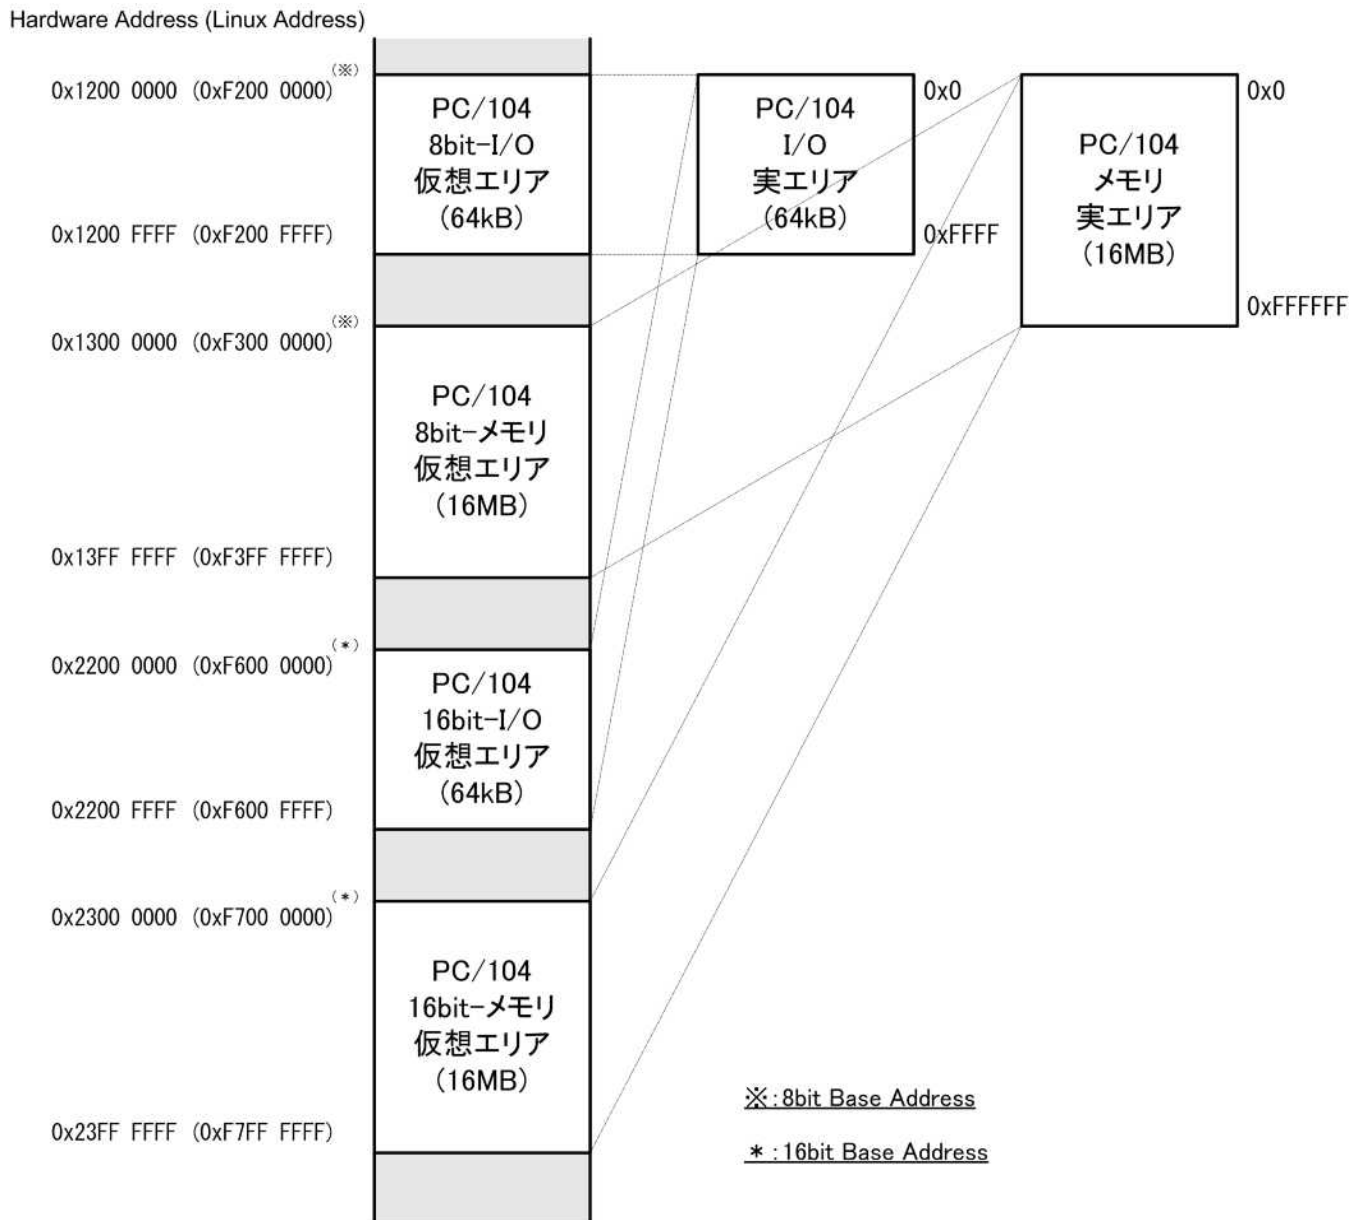 Hardware Address (Linux Address)
0x1200 0000 (0xF200 0000)(※)
PC/104
8bit-I/O
仮想エリア
(64kB)
0x1200 FFFF (0xF200 FFFF)
PC/104
I/O
実エリア
(64kB)
0x0
0xFFFF
PC/104
メモリ
実エリア
(16MB)
0x0
0xFFFFFF
0x1300 0000 (0xF300 0000)(※)
PC/104
8bit-メモリ
仮想エリア
(16MB)
0x13FF FFFF (0xF3FF FFFF)
0x2200 0000 (0xF600 0000)(*)
PC/104
16bit-I/O
仮想エリア
(64kB)
0x2200 FFFF (0xF600 FFFF)
0x2300 0000 (0xF700 0000)(*)
PC/104
16bit-メモリ
仮想エリア
(16MB)
0x23FF FFFF (0xF7FF FFFF)
※:8bit Base Address
*:16bit Base Address